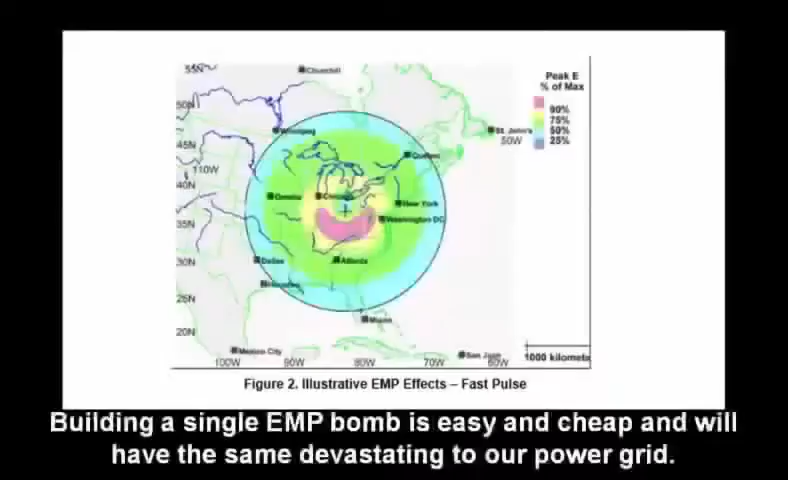 55N
Churchill
Peak E
% of Max
90%
75%
50%
25%
50N
Winnipeg
St. John's
50W
45N
Quebec
110W
40N
Omaha
Chicago
New York
Washington DC
35N
30N
Dallas
Atlanta
Houston
25N
Miami
20N
Mexico City
San Juan
1000 kilomete
100W
90W
80W
70W
60W
Figure 2. Illustrative EMP Effects – Fast Pulse
Building a single EMP bomb is easy and cheap and will
have the same devastating to our power grid.